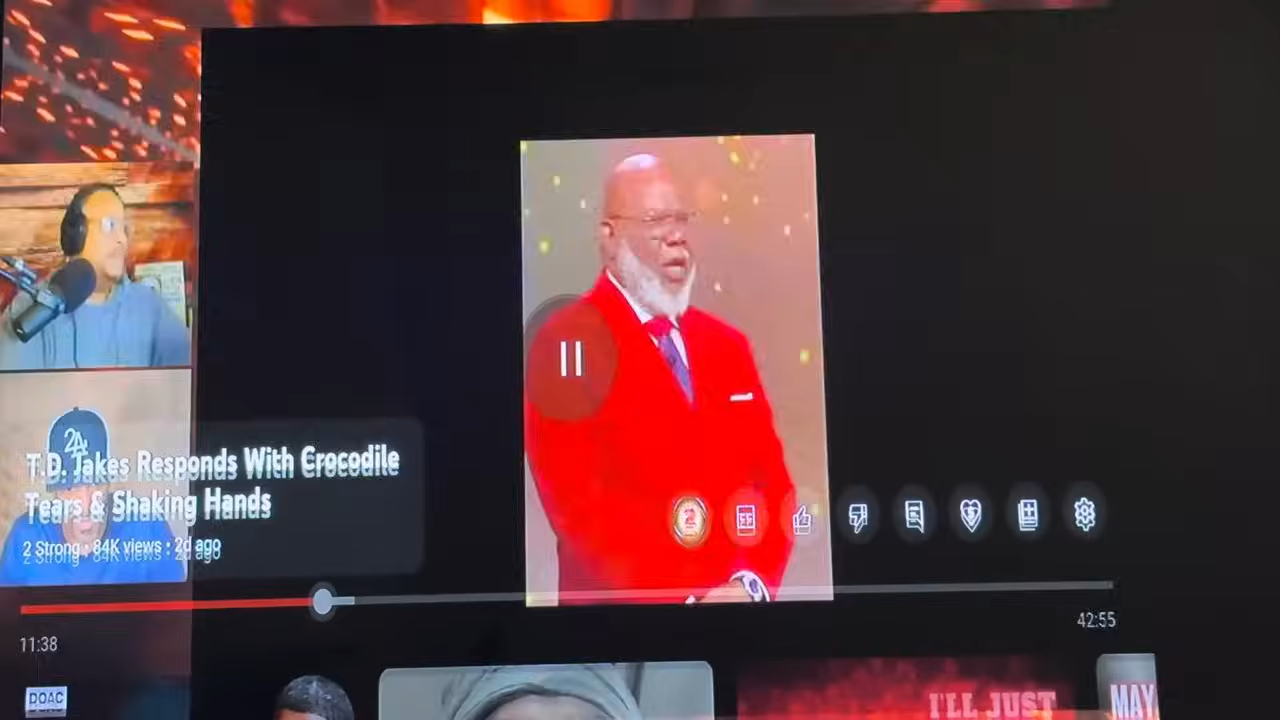 T.D. Jakes Responds With Crocodile
Tears & Shaking Hands
2 Strong · 84K views · 2d ago
11:38
42:55
DOAC
I'LL JUST
MAY